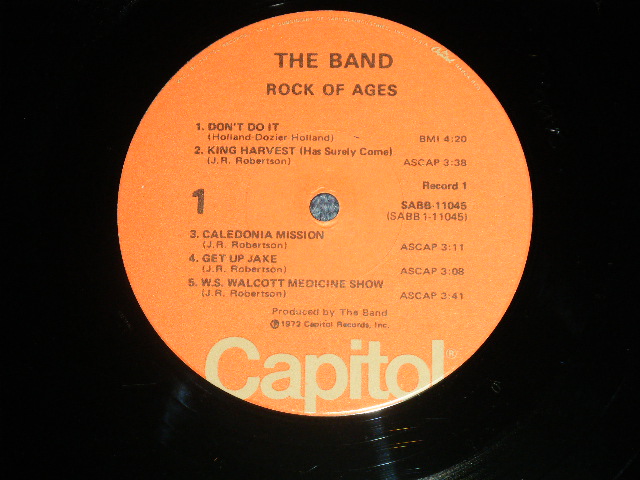 THE BAND
ROCK OF AGES
1. DON'T DO IT
(Holland-Dozier-Holland) BMI 4:20
2. KING HARVEST (Has Surely Come)
(J.R. Robertson) ASCAP 3:38
Record 1
1 SABB-11045
(SABB 1-11045)
3. CALEDONIA MISSION
(J.R. Robertson) ASCAP 3:11
4. GET UP JAKE
(J.R. Robertson) ASCAP 3:08
5. W.S. WALCOTT MEDICINE SHOW
(J.R. Robertson) ASCAP 3:41
Produced by The Band
Ⓟ1972 Capitol Records, Inc.
Capitol®